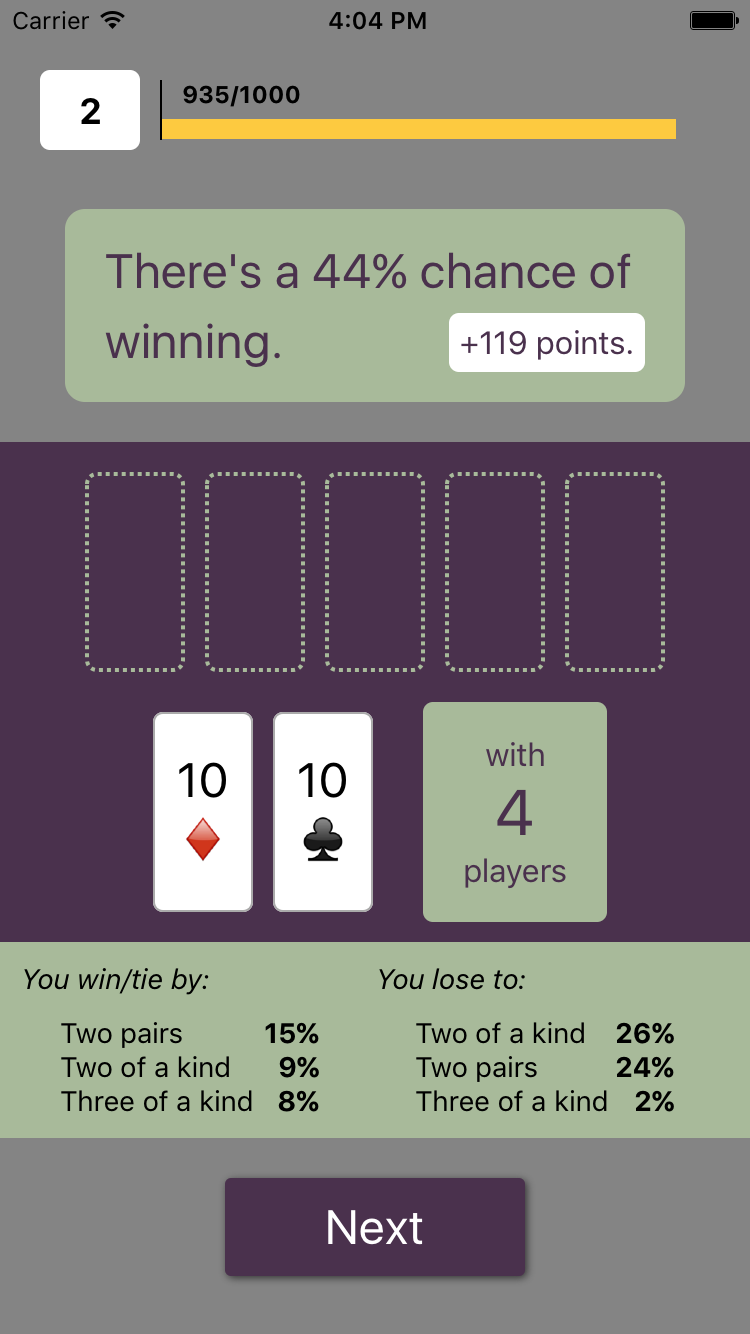 Carrier 4:04 PM
2
935/1000
There's a 44% chance of
winning.
+119 points.
10 10
with
4
players
You win/tie by: You lose to:
Two pairs 15% Two of a kind 26%
Two of a kind 9% Two pairs 24%
Three of a kind 8% Three of a kind 2%
Next